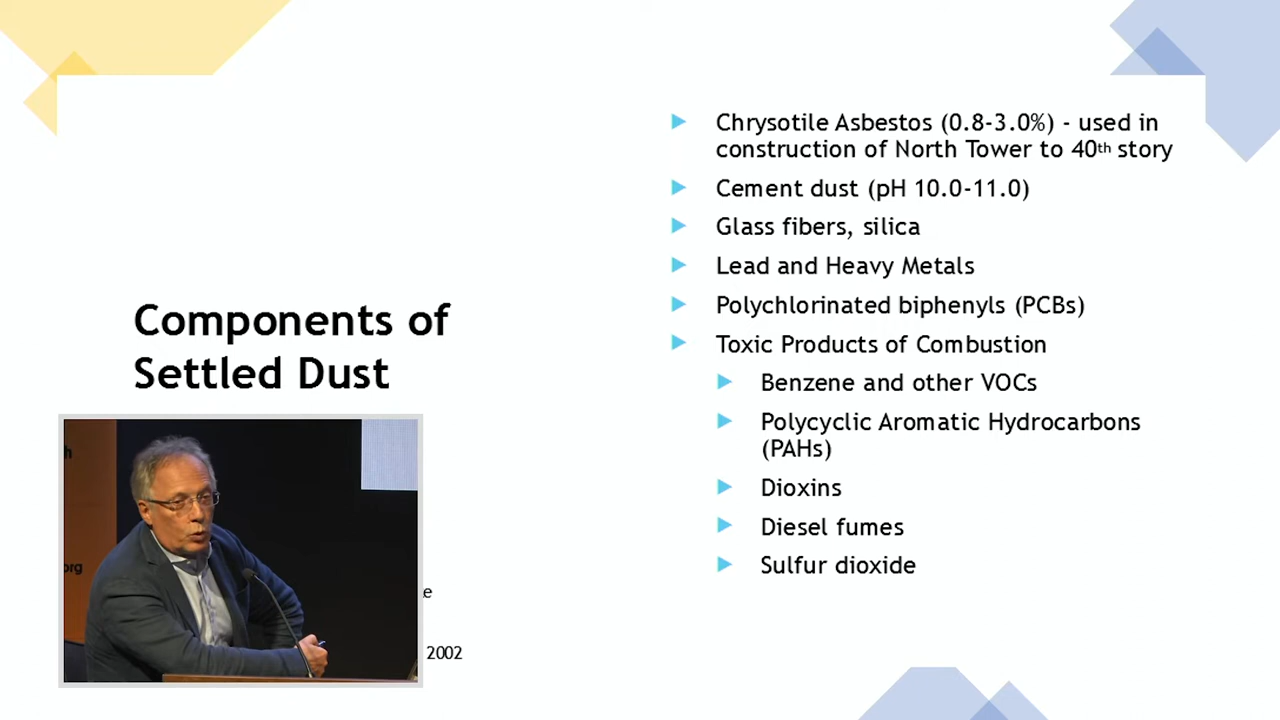 Components of
Settled Dust
Chrysotile Asbestos (0.8-3.0%) - used in
construction of North Tower to 40th story
Cement dust (pH 10.0-11.0)
Glass fibers, silica
Lead and Heavy Metals
Polychlorinated biphenyls (PCBs)
Toxic Products of Combustion
Benzene and other VOCs
Polycyclic Aromatic Hydrocarbons
(PAHs)
Dioxins
Diesel fumes
Sulfur dioxide
2002